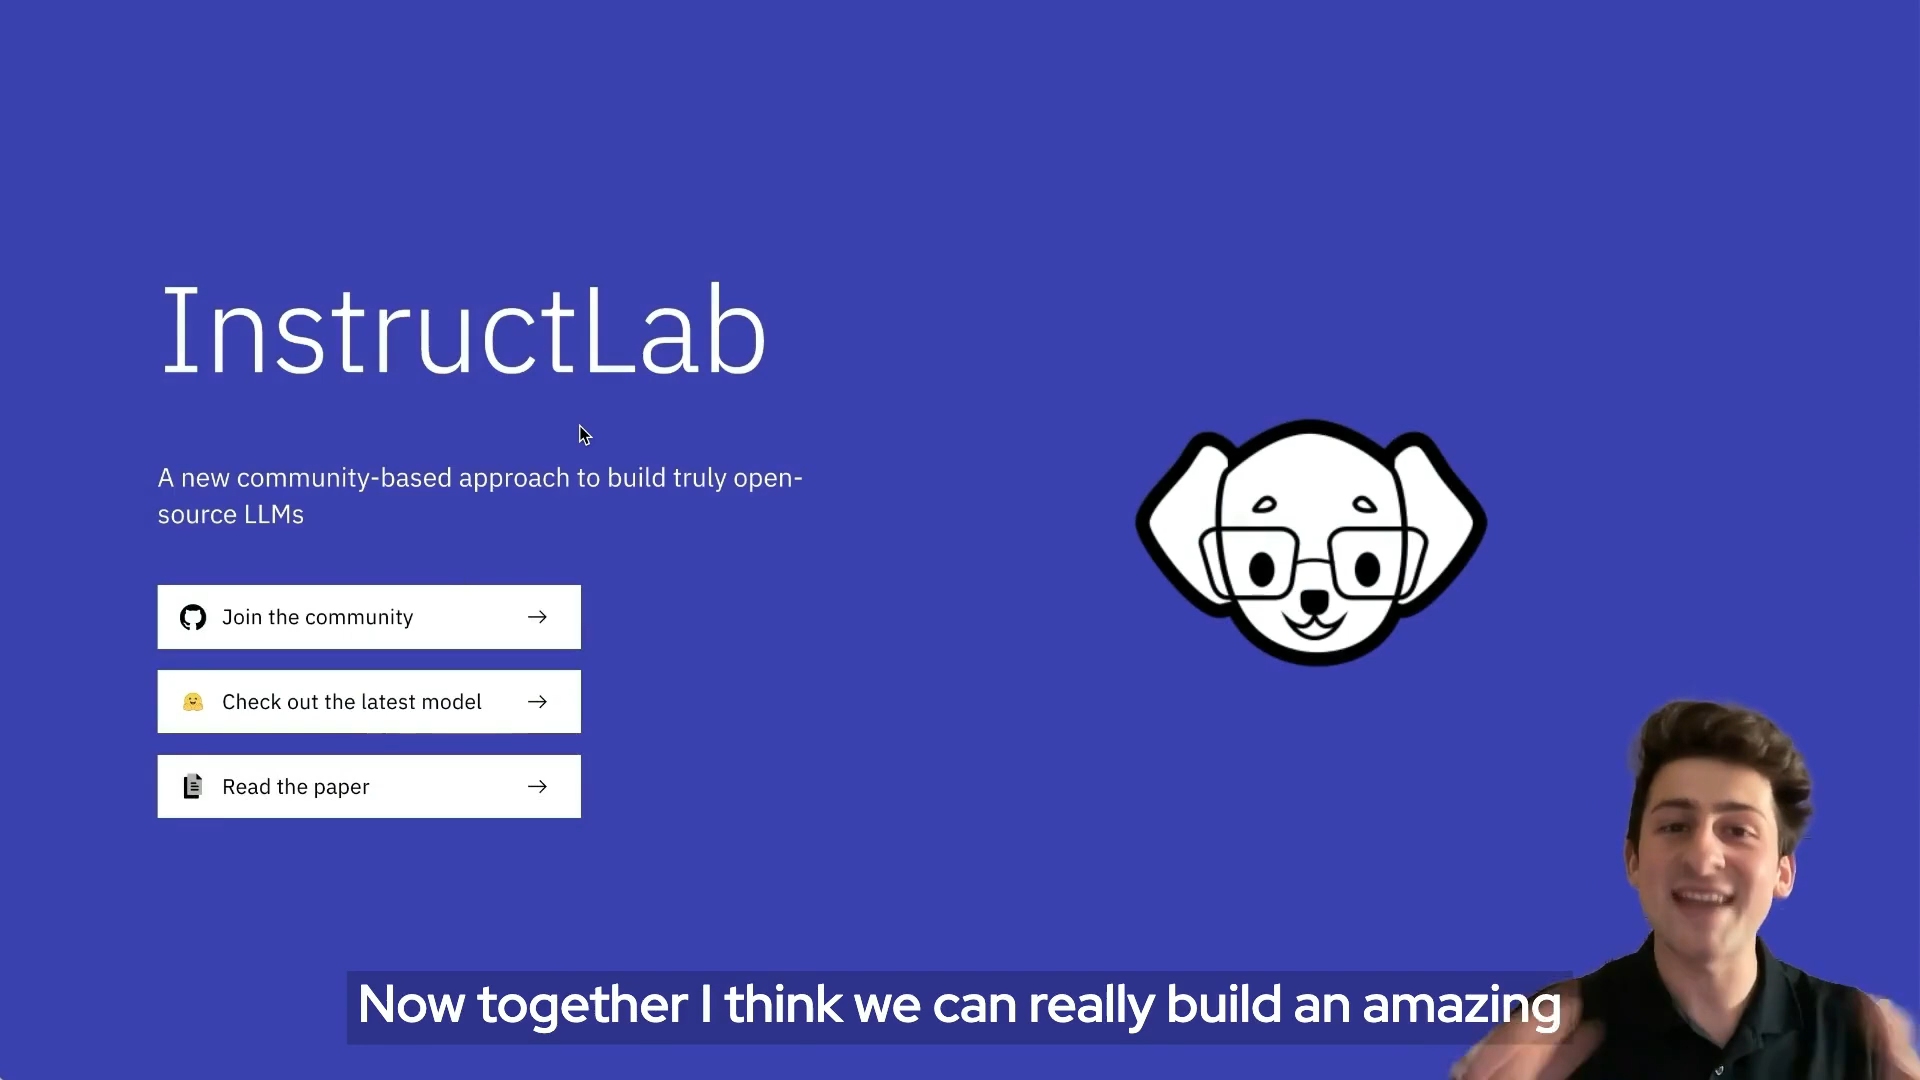 InstructLab
A new community-based approach to build truly open-
source LLMs
Join the community
Check out the latest model
Read the paper
Now together I think we can really build an amazing